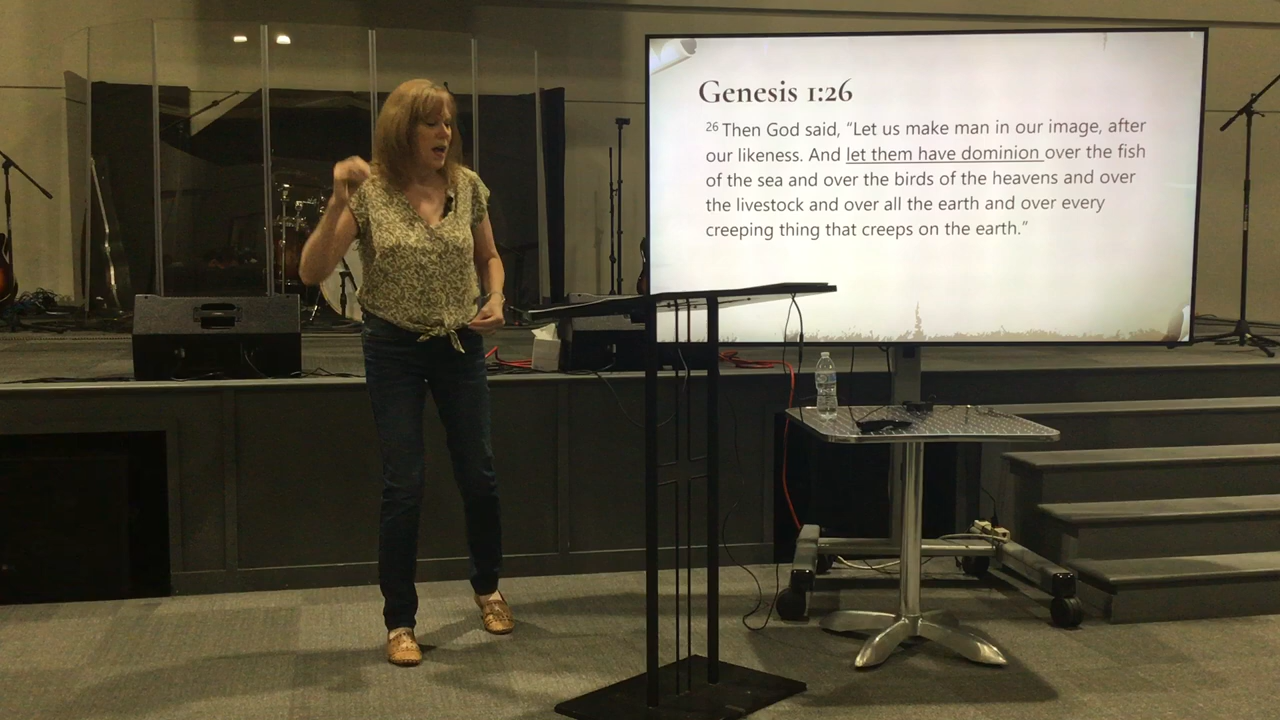 Genesis 1:26
26 Then God said, “Let us make man in our image, after
our likeness. And let them have dominion over the fish
of the sea and over the birds of the heavens and over
the livestock and over all the earth and over every
creeping thing that creeps on the earth.”